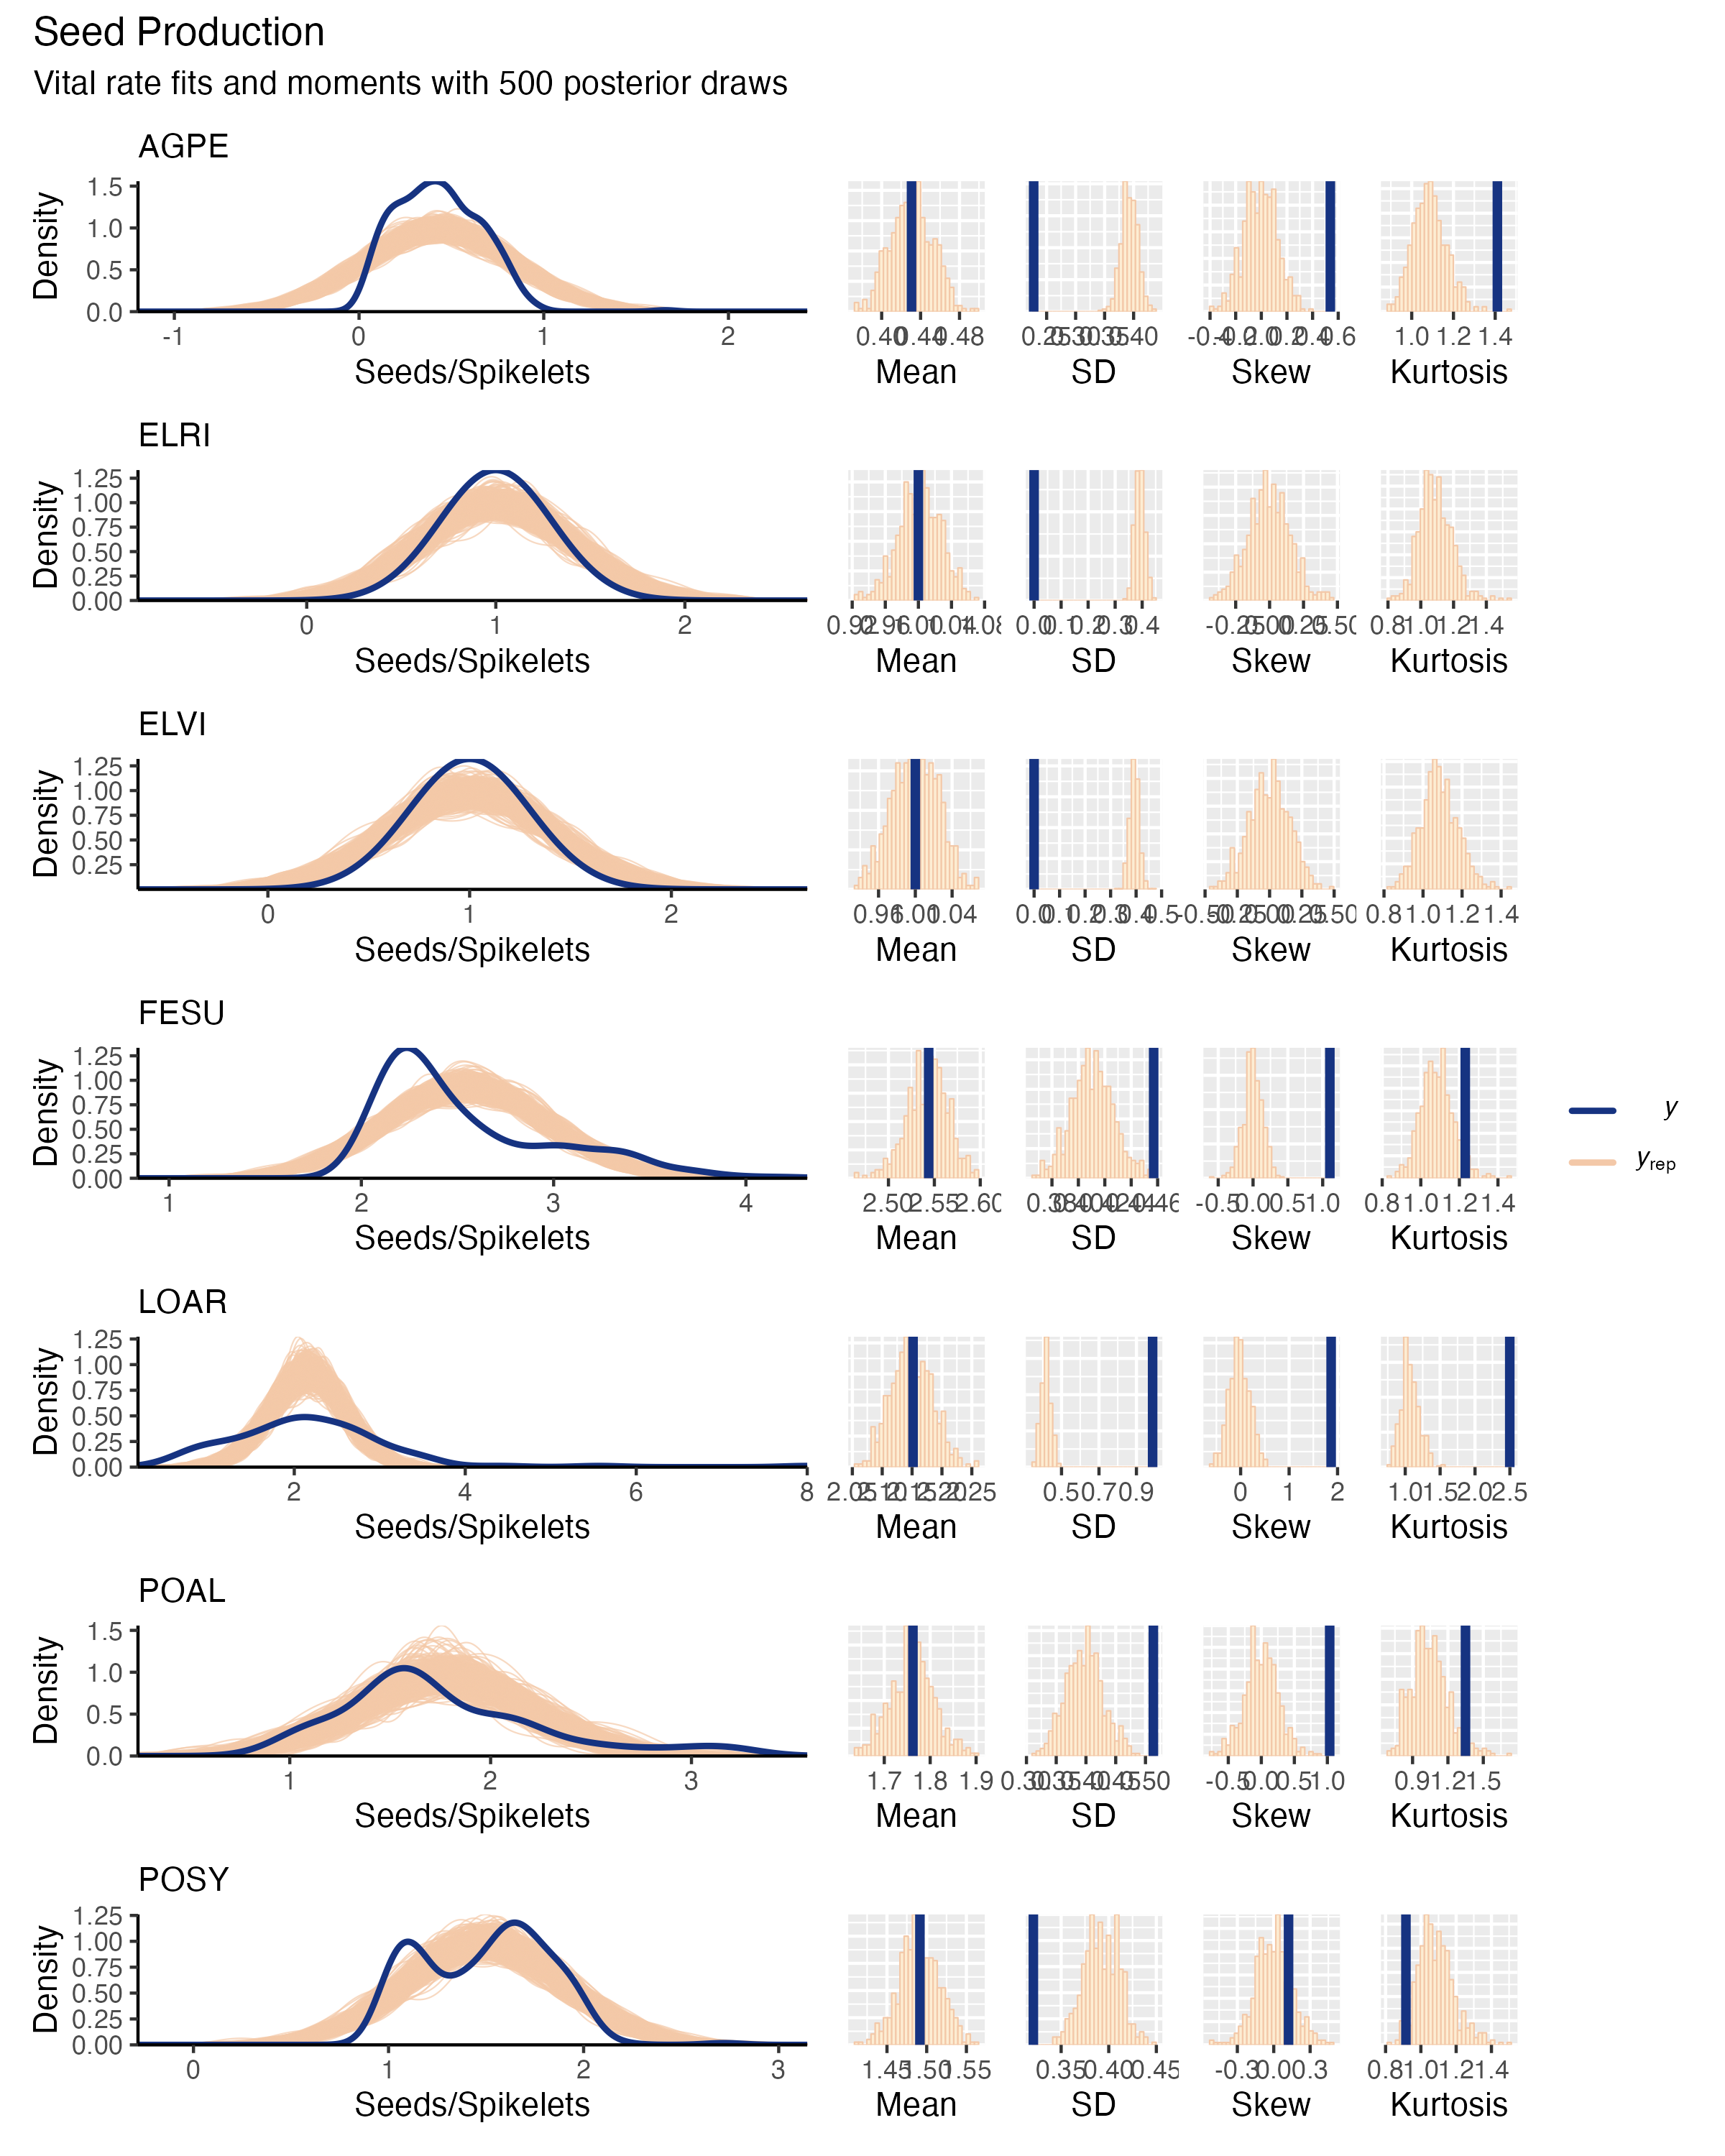 Seed Production
Vital rate fits and moments with 500 posterior draws
AGPE
Density
1.5
1.0
0.5
0.0
-1 0 1 2
0.40 0.44 0.48
0.25 0.30 0.35 0.40
-0.4 -0.2 0.0 0.2 0.4 0.6
1.0 1.2 1.4
Seeds/Spikelets Mean SD Skew Kurtosis
ELRI
Density
1.25
1.00
0.75
0.50
0.25
0.00
0 1 2
0.92 0.96 1.00 1.04 1.08
0.0 0.1 0.2 0.3 0.4
-0.25 0.00 0.25 0.50
0.8 1.0 1.2 1.4
Seeds/Spikelets Mean SD Skew Kurtosis
ELVI
Density
1.25
1.00
0.75
0.50
0.25
0 1 2
0.96 1.00 1.04
0.0 0.1 0.2 0.3 0.4 0.5
-0.50 -0.25 0.00 0.25 0.50
0.8 1.0 1.2 1.4
Seeds/Spikelets Mean SD Skew Kurtosis
FESU
Density
1.25
1.00
0.75
0.50
0.25
0.00
1 2 3 4
2.50 2.55 2.60
0.38 0.40 0.42 0.44 0.46
-0.5 0.0 0.5 1.0
0.8 1.0 1.2 1.4
Seeds/Spikelets Mean SD Skew Kurtosis
y
yrep
LOAR
Density
1.25
1.00
0.75
0.50
0.25
0.00
2 4 6 8
2.05 2.10 2.15 2.20 2.25
0.5 0.7 0.9
0 1 2
1.0 1.5 2.0 2.5
Seeds/Spikelets Mean SD Skew Kurtosis
POAL
Density
1.5
1.0
0.5
0.0
1 2 3
1.7 1.8 1.9
0.30 0.35 0.40 0.45 0.50
-0.5 0.0 0.5 1.0
0.9 1.2 1.5
Seeds/Spikelets Mean SD Skew Kurtosis
POSY
Density
1.25
1.00
0.75
0.50
0.25
0.00
0 1 2 3
1.45 1.50 1.55
0.35 0.40 0.45
-0.3 0.0 0.3
0.8 1.0 1.2 1.4
Seeds/Spikelets Mean SD Skew Kurtosis